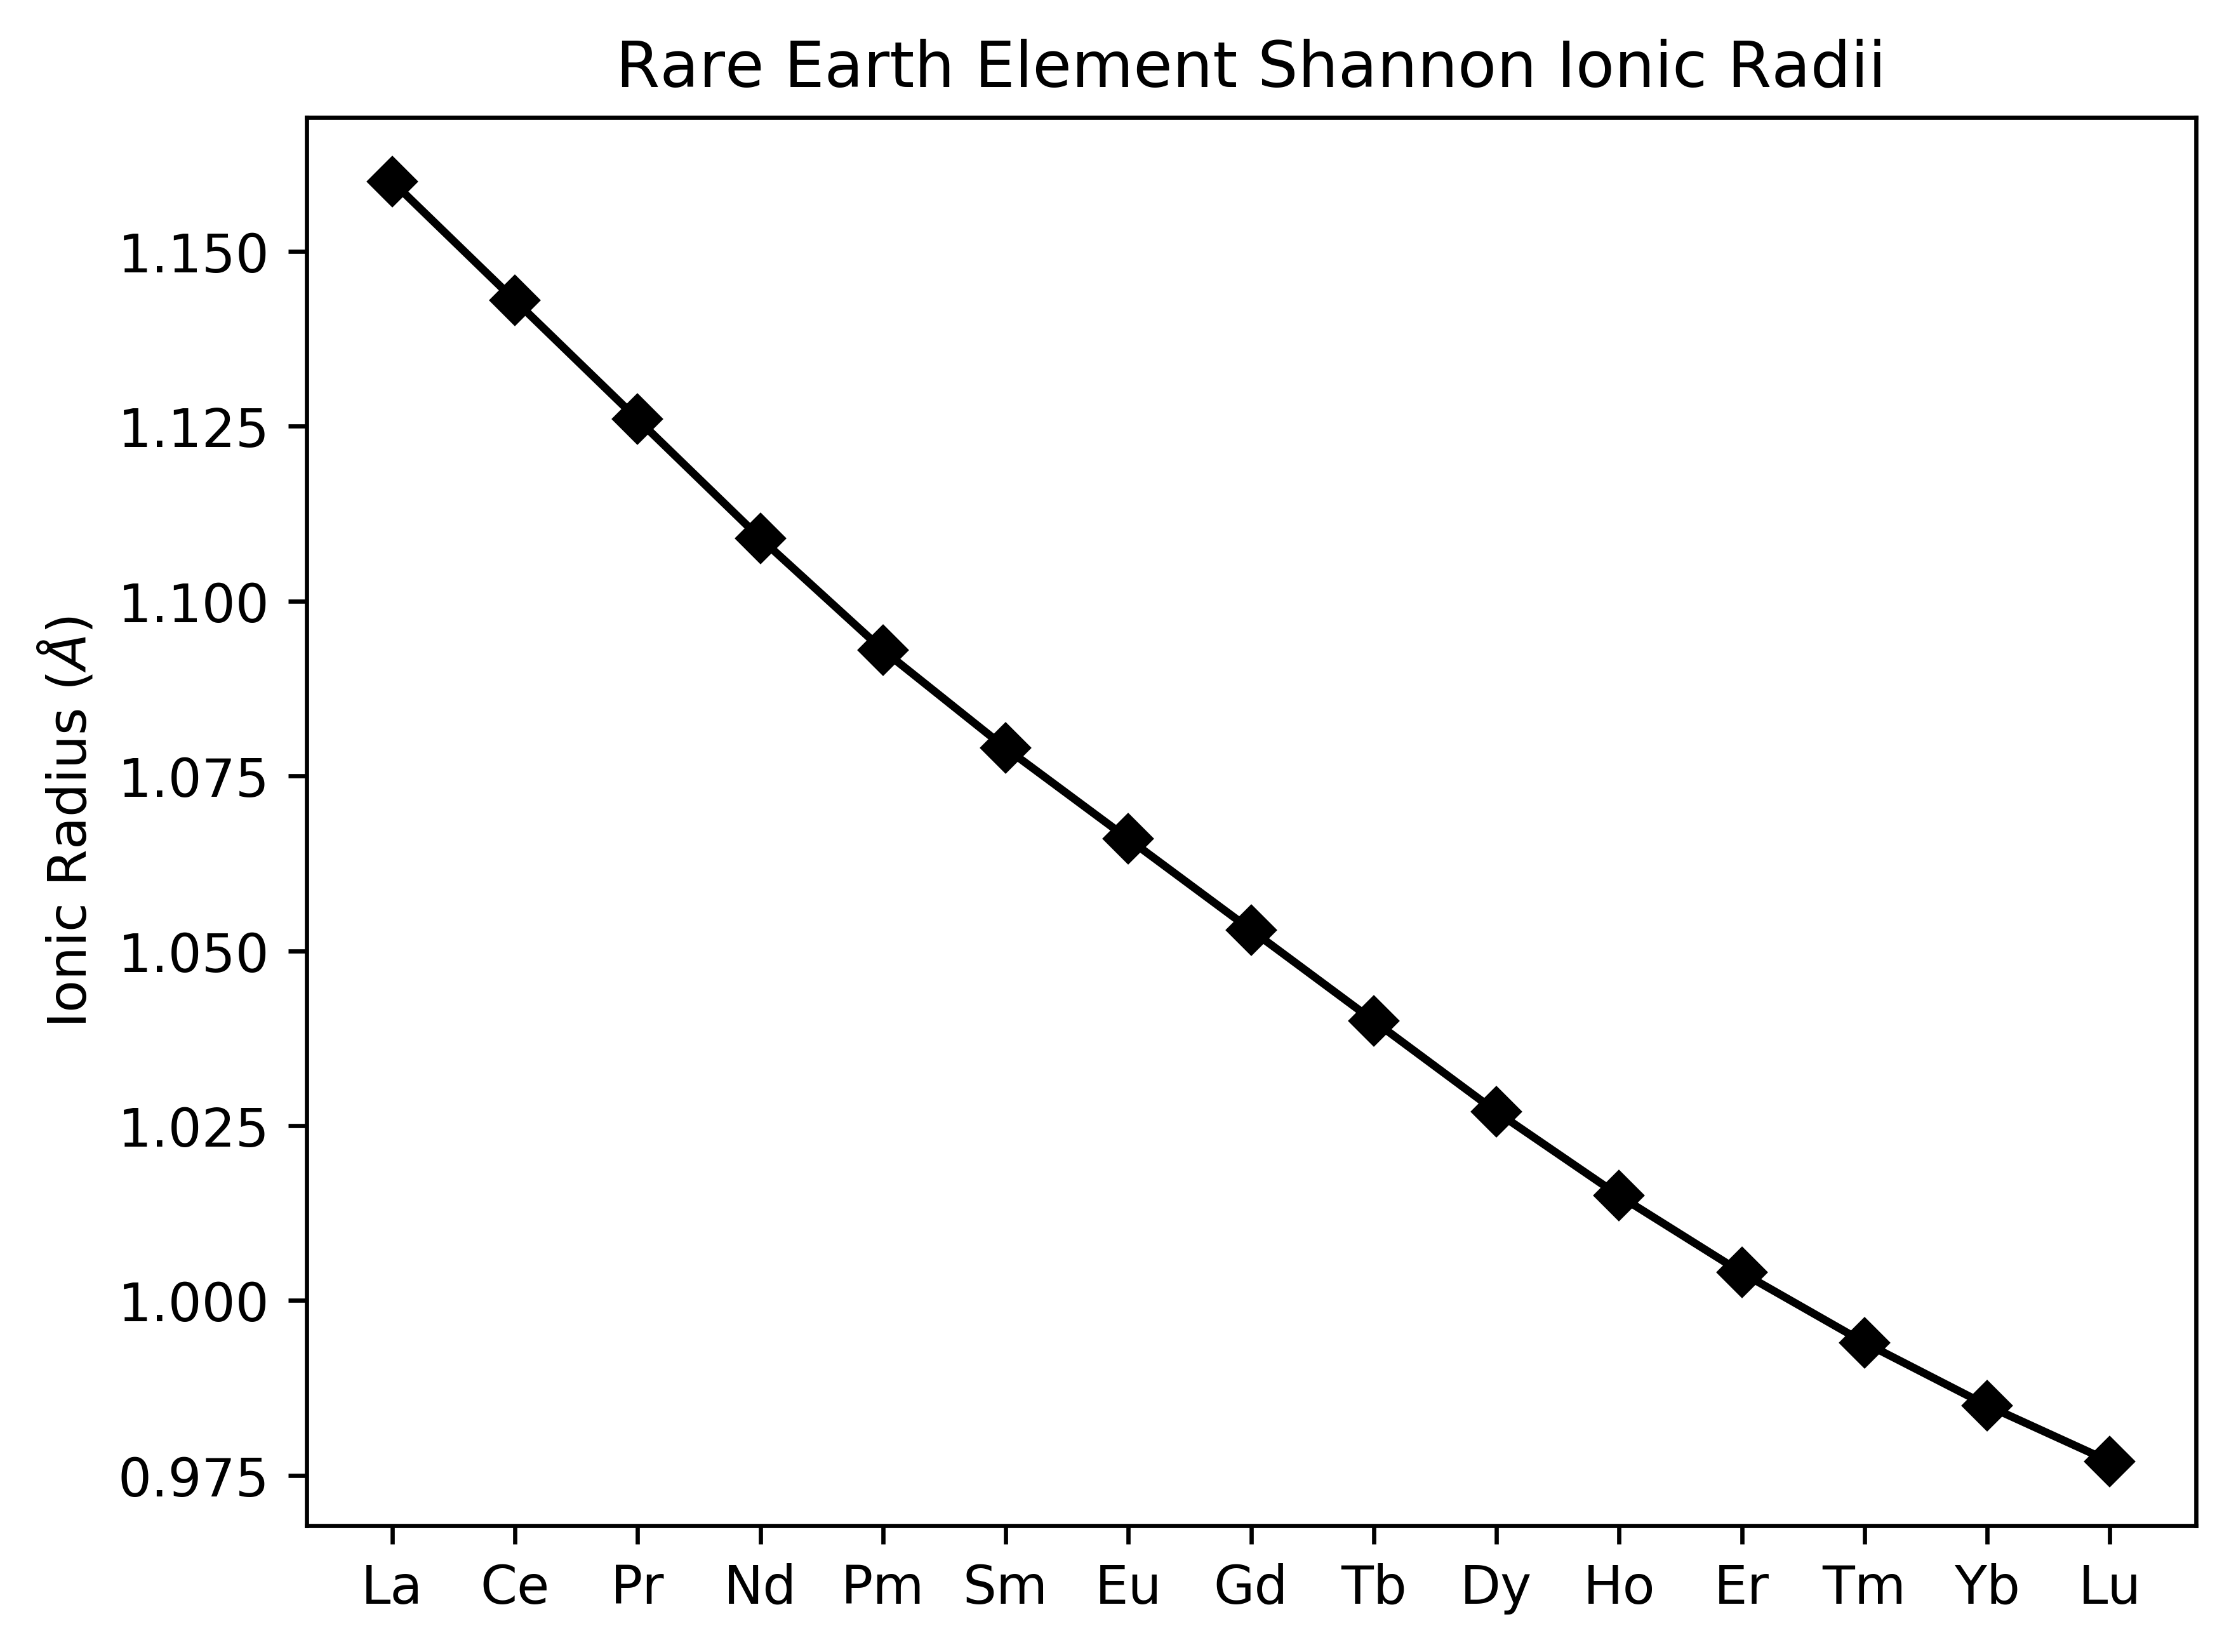 Rare Earth Element Shannon Ionic Radii
Ionic Radius (Å)
1.150
1.125
1.100
1.075
1.050
1.025
1.000
0.975
La Ce Pr Nd Pm Sm Eu Gd Tb Dy Ho Er Tm Yb Lu